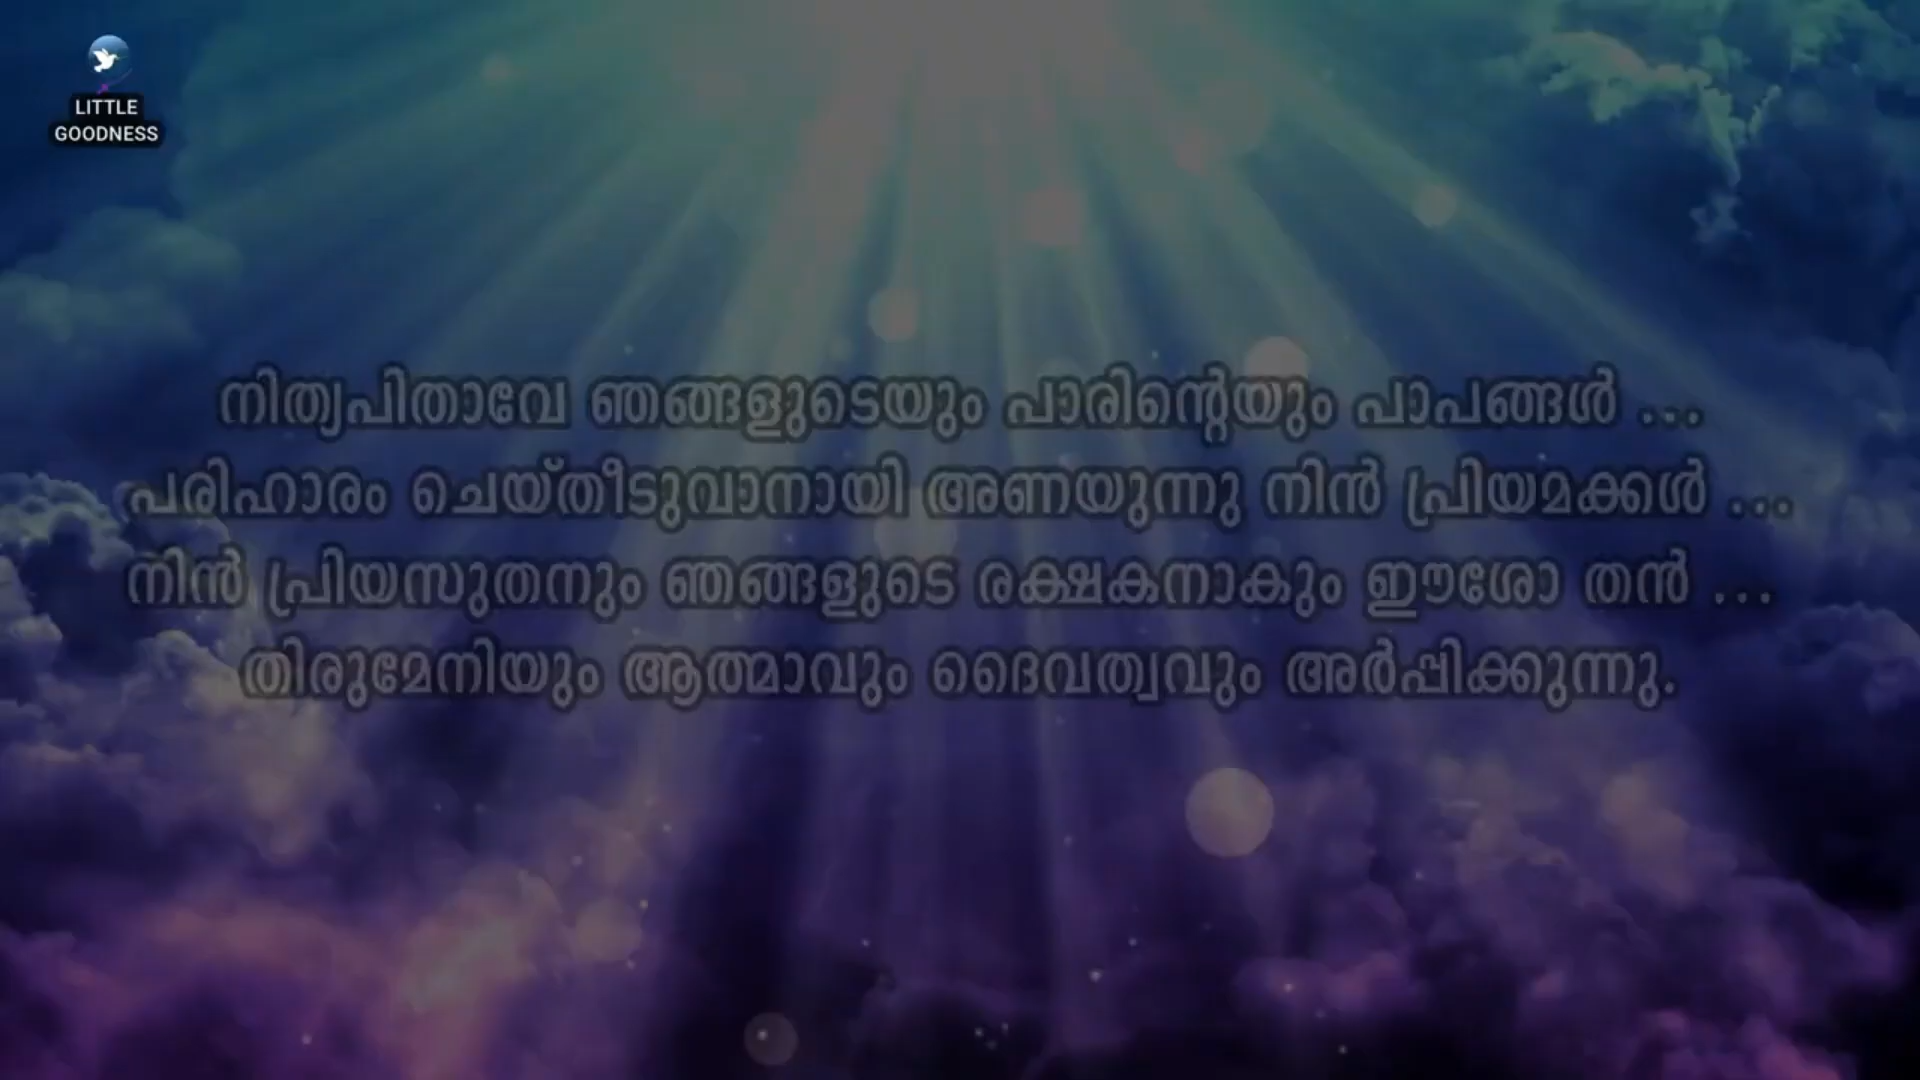 LITTLE
GOODNESS
നിത്യപിതാവേ ഞങ്ങളുടെയും പാരിന്റെയും പാപങ്ങൾ ...
പരിഹാരം ചെയ്തീടുവാനായി അണയുന്നു നിൻ പ്രിയമക്കൾ ...
നിൻ പ്രിയസുതനും ഞങ്ങളുടെ രക്ഷകനാകും ഈശോ തൻ ...
തിരുമേനിയും ആത്മാവും ദൈവത്വവും അർപ്പിക്കുന്നു.